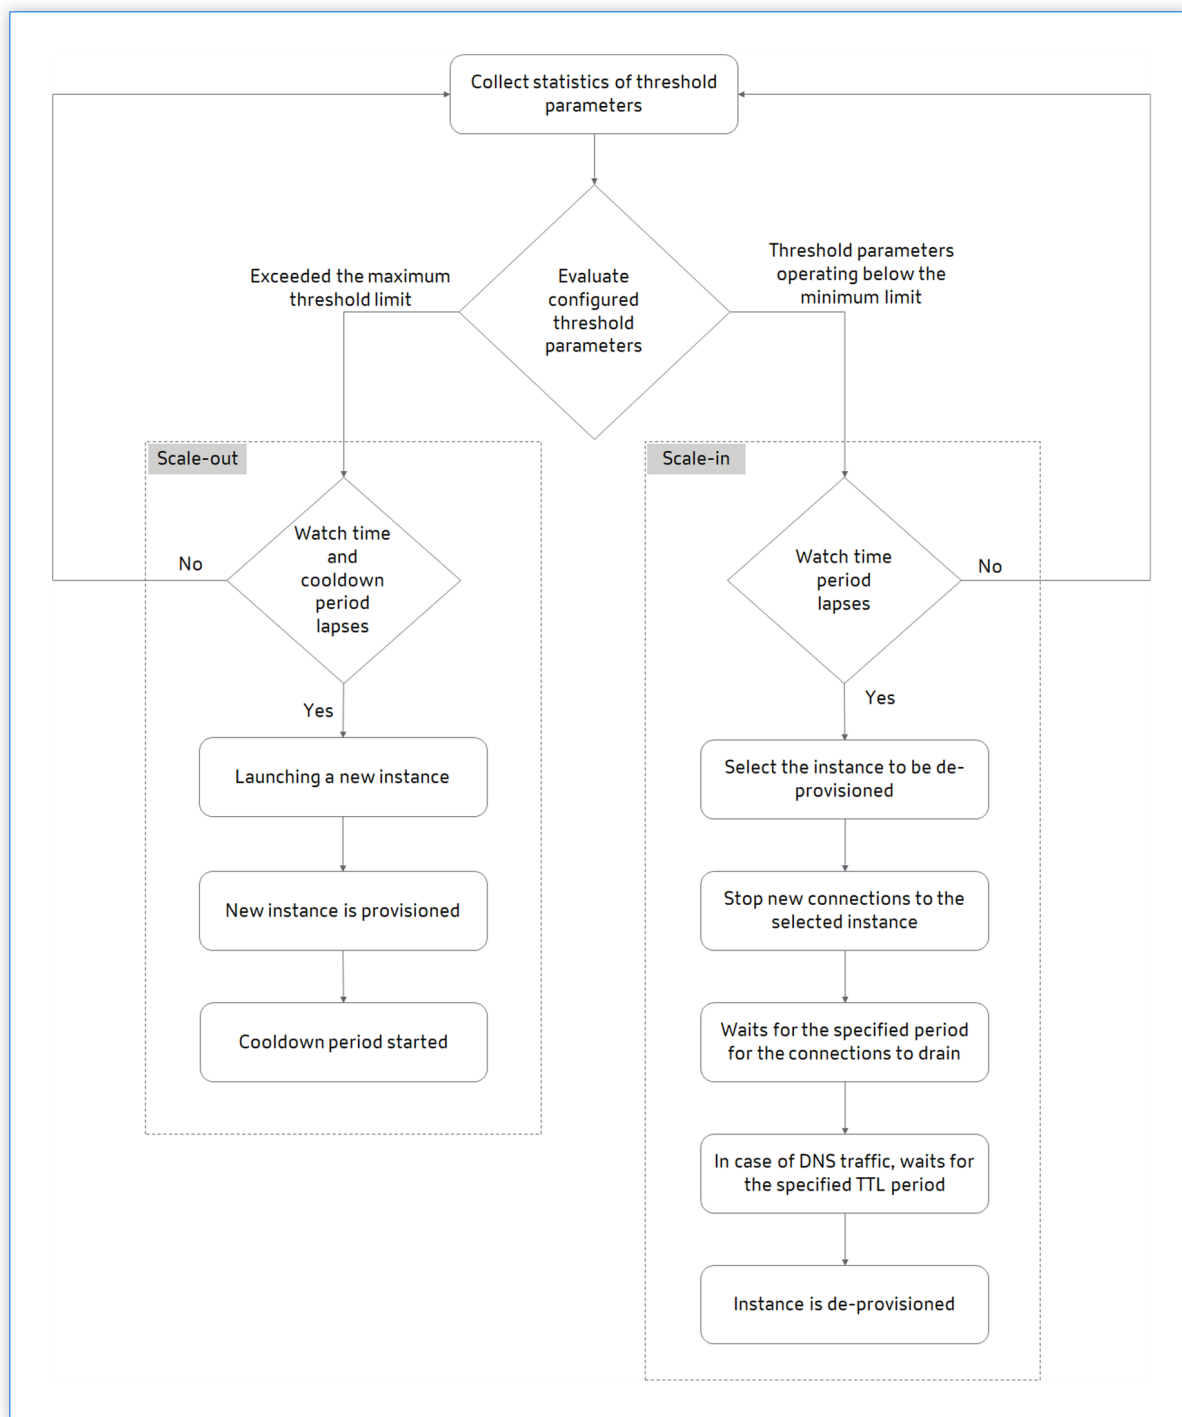 Collect statistics of threshold
parameters
Exceeded the maximum
threshold limit
Evaluate
configured
threshold
parameters
Threshold parameters
operating below the
minimum limit
Scale-out
No
Watch time
and
cooldown
period
lapses
Yes
Launching a new instance
New instance is provisioned
Cooldown period started
Scale-in
Watch time
period
lapses
No
Yes
Select the instance to be de-
provisioned
Stop new connections to the
selected instance
Waits for the specified period
for the connections to drain
In case of DNS traffic, waits for
the specified TTL period
Instance is de-provisioned